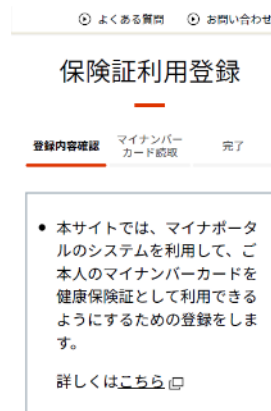 よくある質問 お問い合わせ
保険証利用登録
登録内容確認 マイナンバー
カード読取 完了
本サイトでは、マイナポータ
ルのシステムを利用して、ご
本人のマイナンバーカードを
健康保険証として利用できる
ようにするための登録をしま
す。
詳しくはこちら